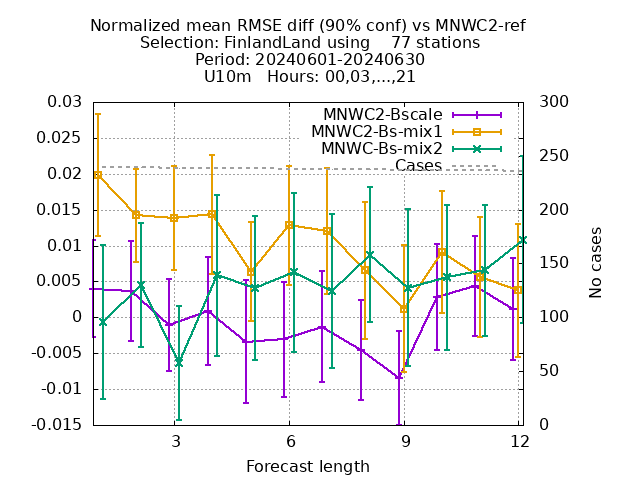 Normalized mean RMSE diff (90% conf) vs MNWC2-ref
Selection: FinlandLand using 77 stations
Period: 20240601-20240630
U10m Hours: 00,03,...,21
0.03
0.025
0.02
0.015
0.01
0.005
0
-0.005
-0.01
-0.015
300
250
200
150
100
50
0
MNWC2-Bscale
MNWC2-Bs-mix1
MNWC-Bs-mix2
Cases
No cases
3
6
9
12
Forecast length